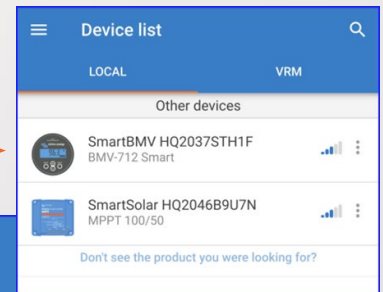 Device list
LOCAL VRM
Other devices
SmartBMV HQ2037STH1F
BMV-712 Smart
SmartSolar HQ2046B9U7N
MPPT 100/50
Don't see the product you were looking for?